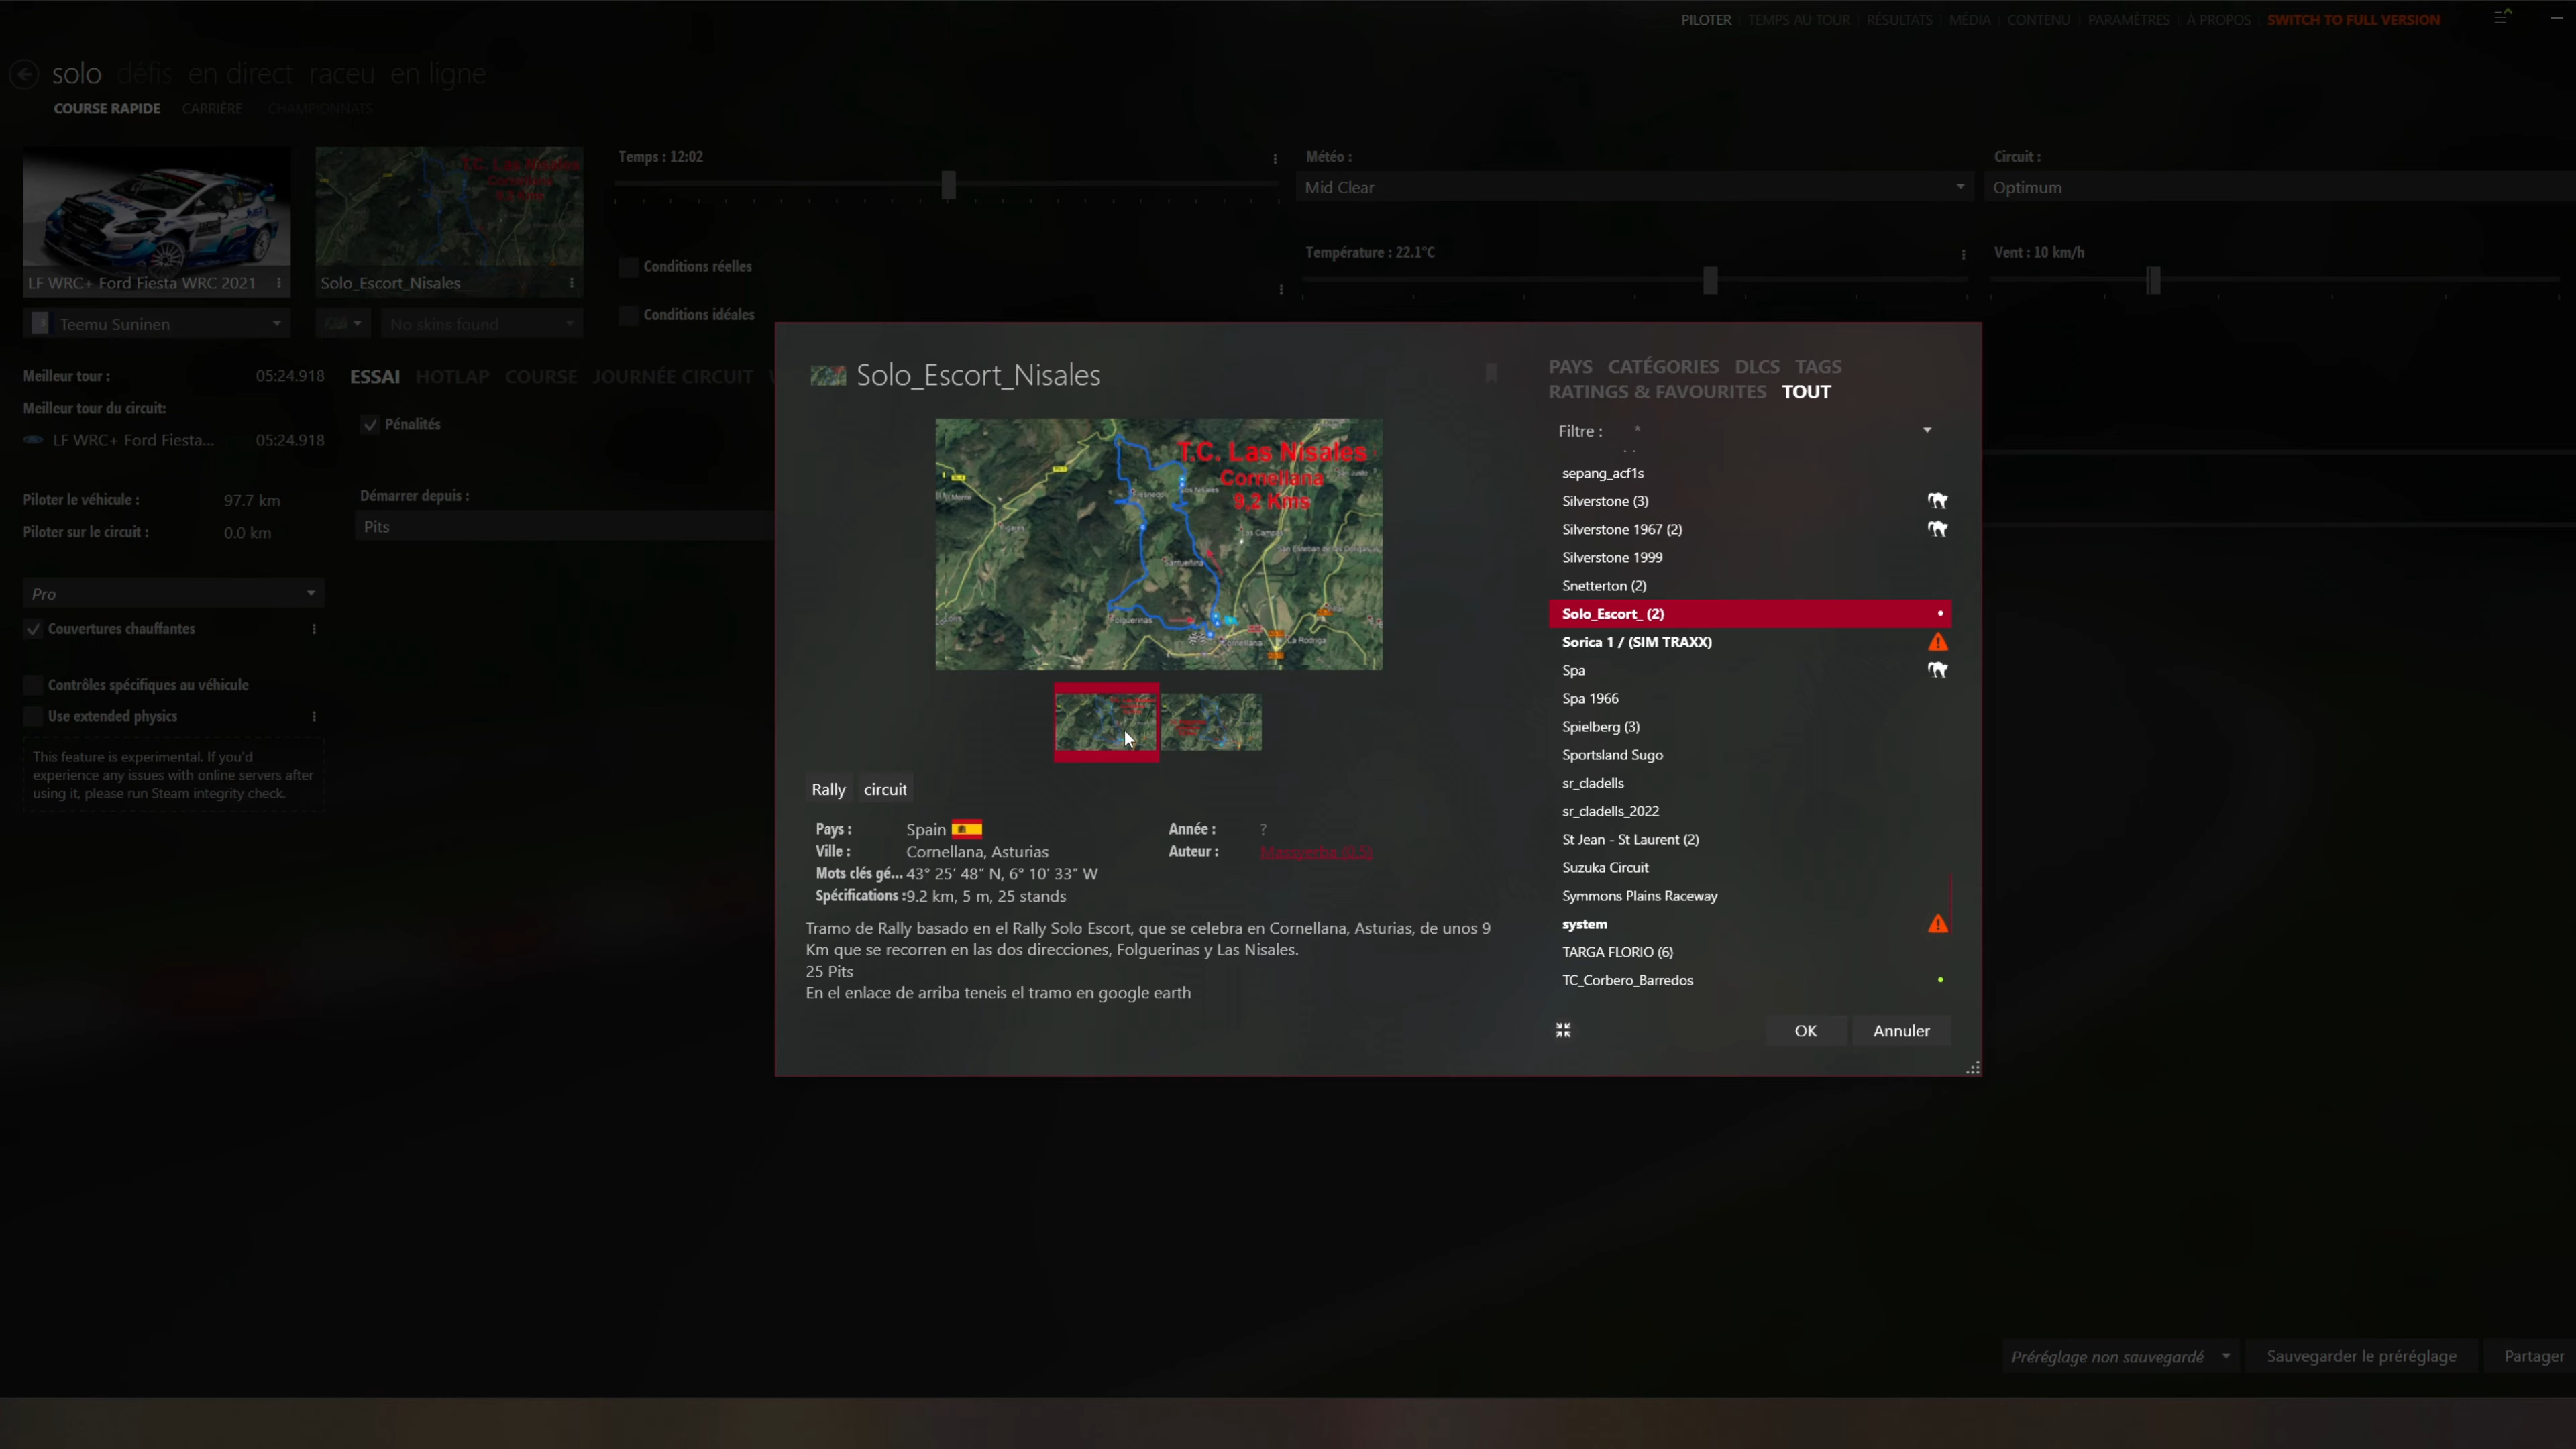 PILOTER TEMPS AU TOUR RÉSULTATS MÉDIA CONTENU PARAMÈTRES À PROPOS SWITCH TO FULL VERSION
solo défis en direct raceu en ligne
COURSE RAPIDE CARRIÈRE CHAMPIONNATS
LF WRC+ Ford Fiesta WRC 2021
T.C. Las Nisales
Cornellana
Solo_Escort_Nisales
Teemu Suninen
No skins found
Temps : 12:02
Conditions réelles
Conditions idéales
Météo :
Mid Clear
Température : 22.1°C
Circuit :
Optimum
Vent : 10 km/h
Meilleur tour : 05:24.918
Meilleur tour du circuit:
LF WRC+ Ford Fiesta... 05:24.918
Piloter le véhicule : 97.7 km
Piloter sur le circuit : 0.0 km
Pro
Couvertures chauffantes
Contrôles spécifiques au véhicule
Use extended physics
This feature is experimental. If you'd
experience any issues with online servers after
using it, please run Steam integrity check.
ESSAI HOTLAP COURSE JOURNÉE CIRCUIT
Pénalités
Démarrer depuis :
Pits
Solo_Escort_Nisales
T.C. Las Nisales
Cornellana
9,2 Kms
Santueñina
Folguerinas
La Rodriga
Rally circuit
Pays : Spain
Ville : Cornellana, Asturias
Mots clés gé... 43° 25′ 48″ N, 6° 10′ 33″ W
Spécifications : 9.2 km, 5 m, 25 stands
Année : ?
Auteur :
Tramo de Rally basado en el Rally Solo Escort, que se celebra en Cornellana, Asturias, de unos 9
Km que se recorren en las dos direcciones, Folguerinas y Las Nisales.
25 Pits
En el enlace de arriba teneis el tramo en google earth
PAYS CATÉGORIES DLCS TAGS
RATINGS & FAVOURITES TOUT
Filtre : *
sepang_acf1s
Silverstone (3)
Silverstone 1967 (2)
Silverstone 1999
Snetterton (2)
Solo_Escort_ (2)
Sorica 1 / (SIM TRAXX)
Spa
Spa 1966
Spielberg (3)
Sportsland Sugo
sr_cladells
sr_cladells_2022
St Jean - St Laurent (2)
Suzuka Circuit
Symmons Plains Raceway
system
TARGA FLORIO (6)
TC_Corbero_Barredos
OK Annuler
Préréglage non sauvegardé Sauvegarder le préréglage Partager